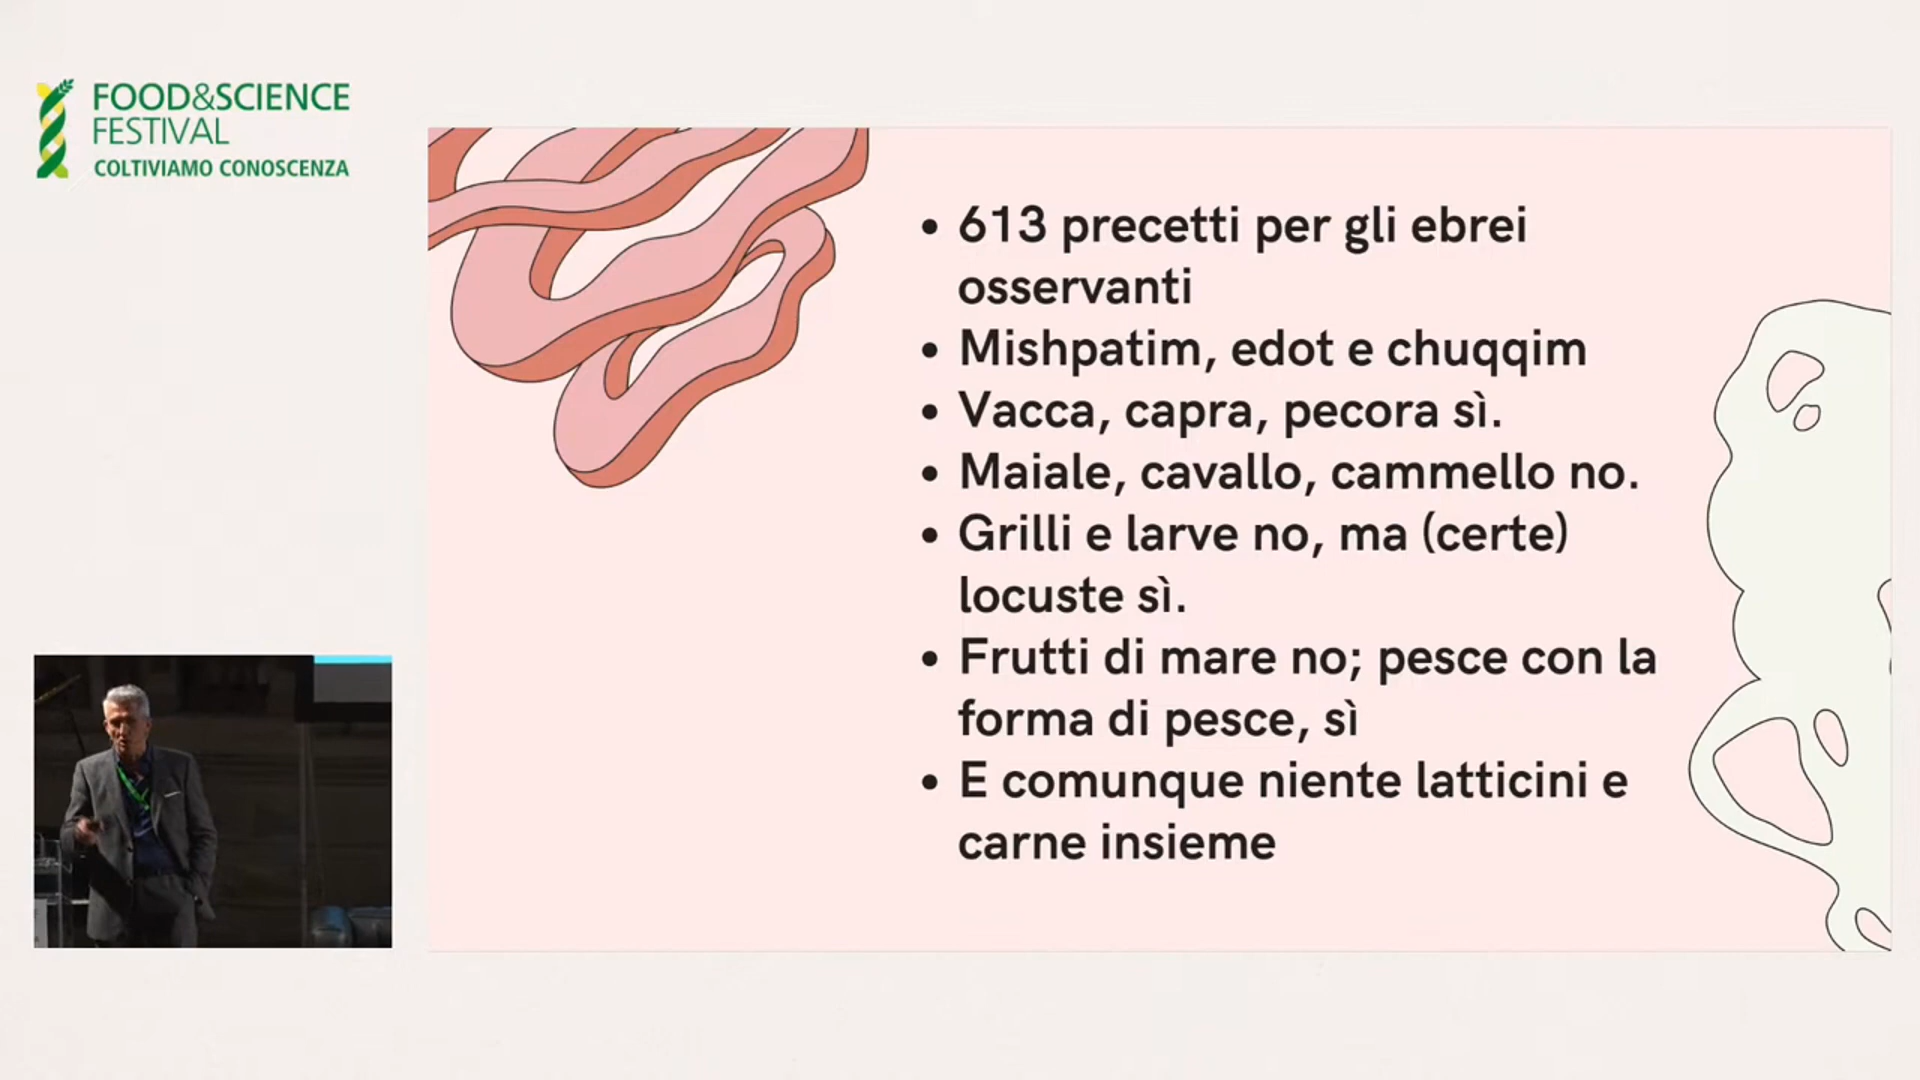 FOOD&SCIENCE
FESTIVAL
COLTIVIAMO CONOSCENZA
• 613 precetti per gli ebrei
osservanti
• Mishpatim, edot e chuqqim
• Vacca, capra, pecora sì.
• Maiale, cavallo, cammello no.
• Grilli e larve no, ma (certe)
locuste sì.
• Frutti di mare no; pesce con la
forma di pesce, sì
• E comunque niente latticini e
carne insieme